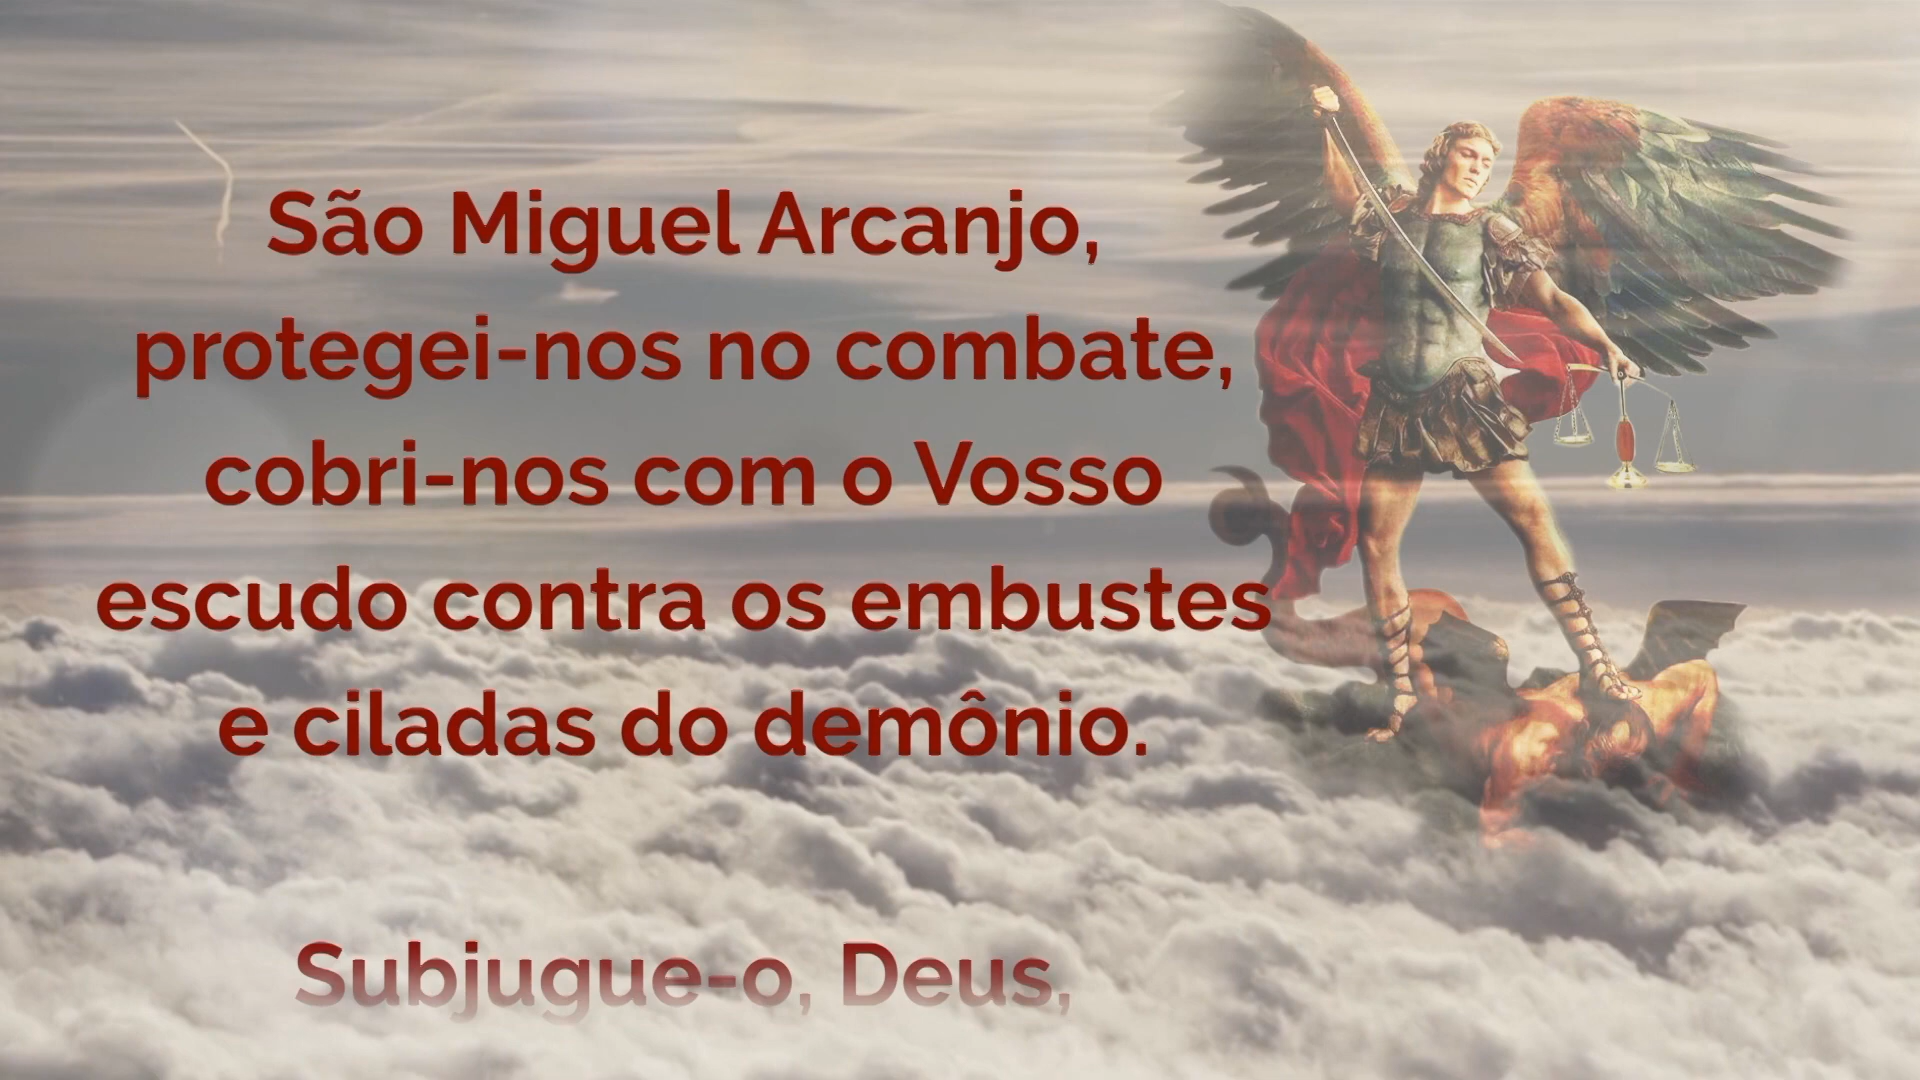 São Miguel Arcanjo,
protegei-nos no combate,
cobri-nos com o Vosso
escudo contra os embustes
e ciladas do demônio.
Subjugue-o, Deus,